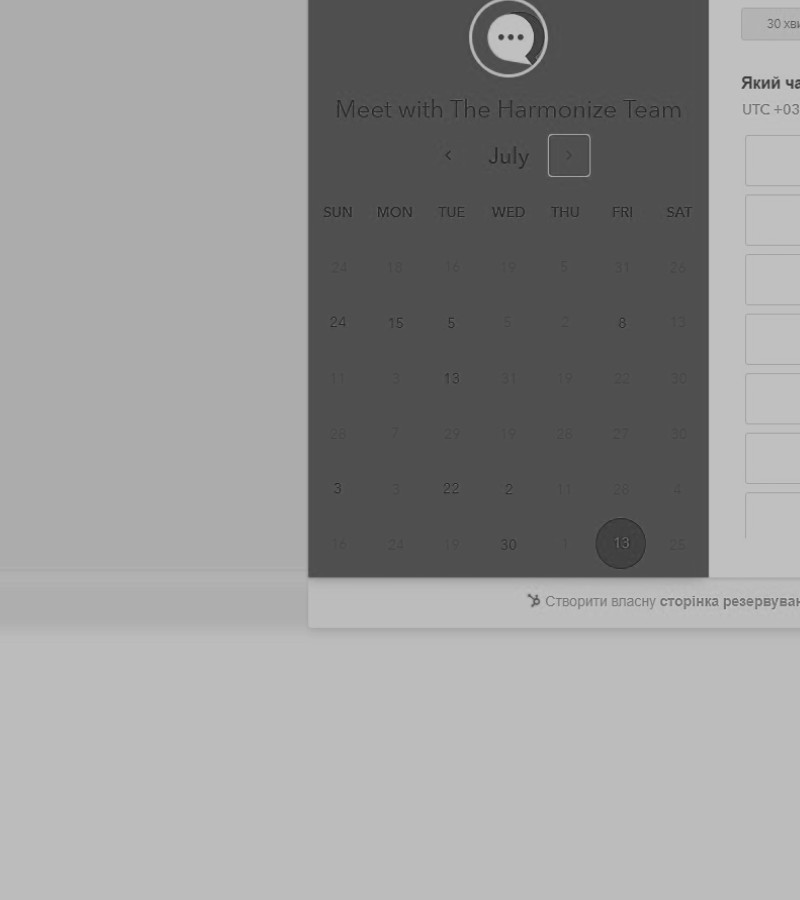 30 хви
Meet with The Harmonize Team
Який ча
July
UTC +03
SUN MON TUE WED THU FRI SAT
24 18 16 19 5 31 26
24 15 5 5 2 8 13
11 3 13 31 19 22 30
28 7 29 19 26 27 30
3 3 22 2 11 28 4
16 24 19 30 1 13 25
Створити власну сторінка резервуван